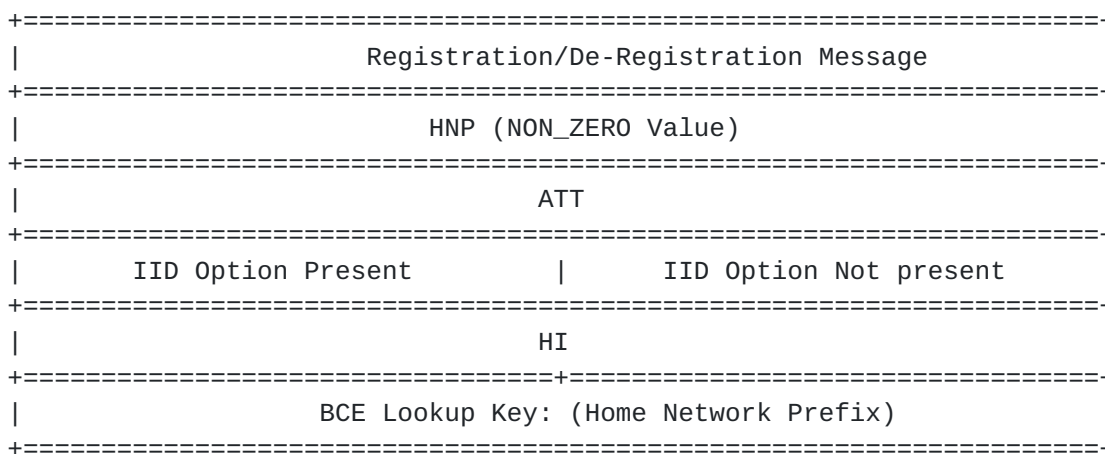 +=====================================================================+
|                 Registration/De-Registration Message
+=====================================================================+
|                     HNP (NON_ZERO Value)
+=====================================================================+
|                            ATT
+=====================================================================+
|      IID Option Present         |     IID Option Not present
+=====================================================================+
|                            HI
+==================================+==================================+
|              BCE Lookup Key: (Home Network Prefix)
+=====================================================================+